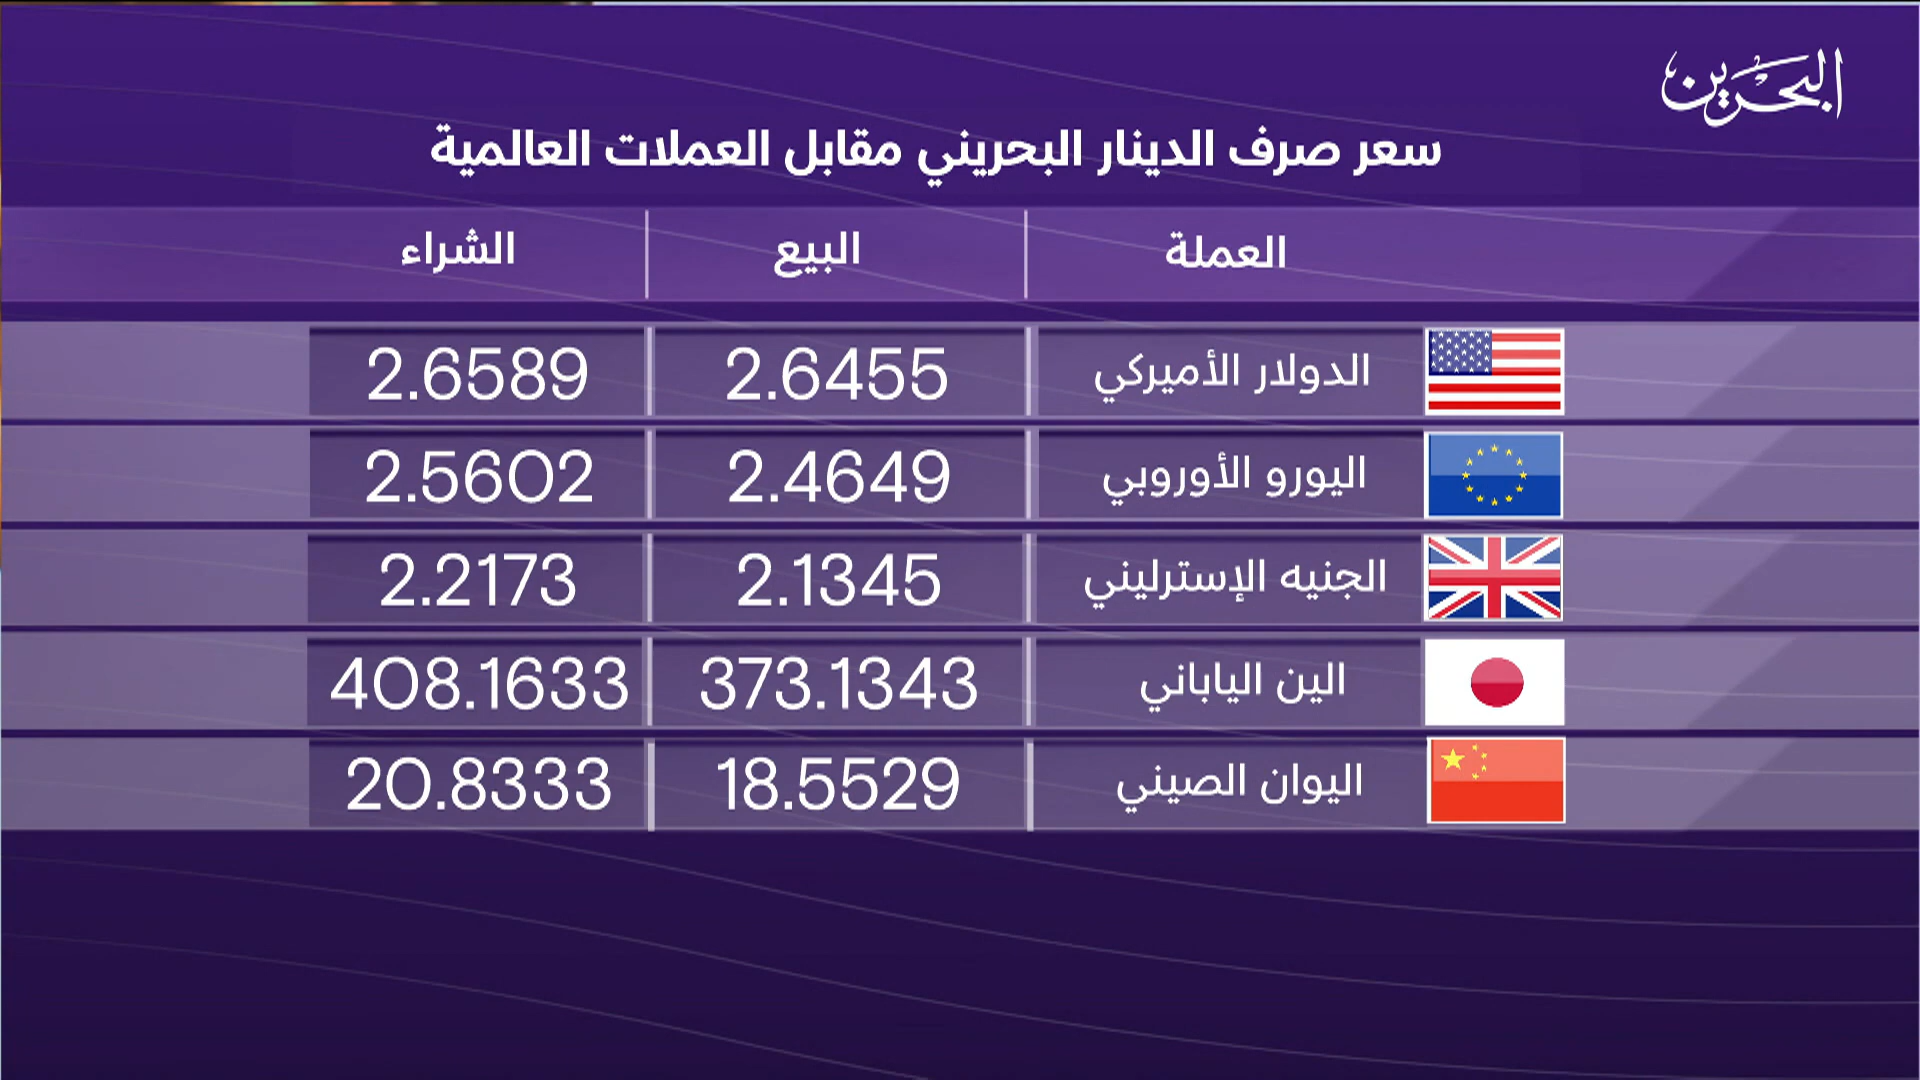 البحرين
سعر صرف الدينار البحريني مقابل العملات العالمية
العملة البيع الشراء
الدولار الأميركي 2.6455 2.6589
اليورو الأوروبي 2.4649 2.5602
الجنيه الإسترليني 2.1345 2.2173
الين الياباني 373.1343 408.1633
اليوان الصيني 18.5529 20.8333